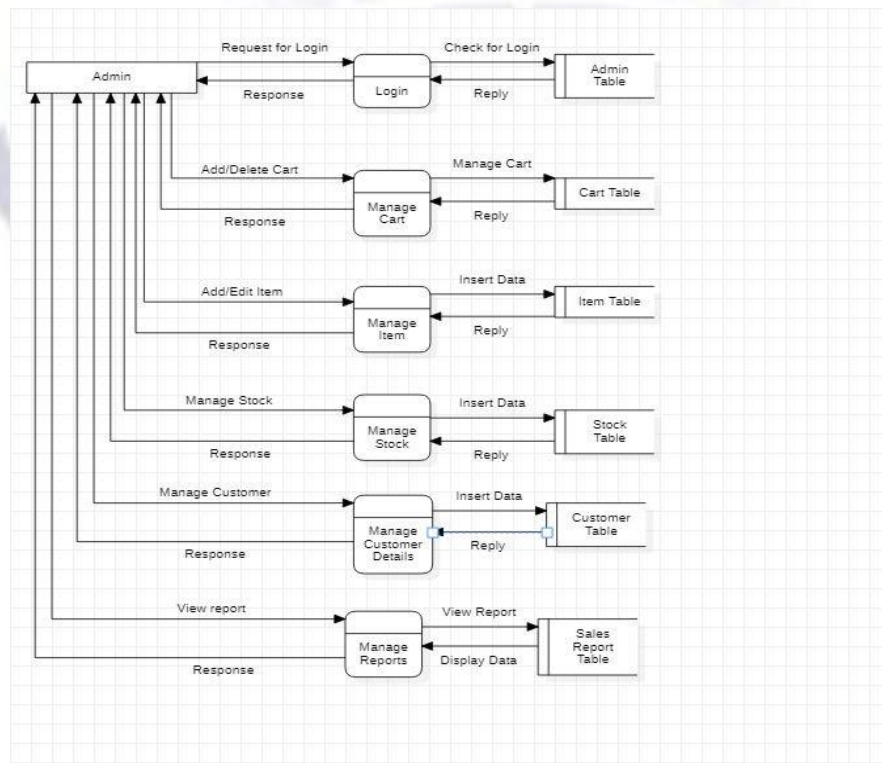 Request for Login
Check for Login
Admin
Admin
Table
Login
Response
Reply
Add/Delete Cart
Manage Cart
Cart Table
Manage
Cart
Response
Reply
Add/Edit Item
Insert Data
Item Table
Manage
Item
Response
Reply
Manage Stock
Insert Data
Stock
Table
Manage
Stock
Response
Reply
Manage Customer
Insert Data
Customer
Table
Manage
Customer
Details
Response
Reply
View report
View Report
Sales
Report
Table
Manage
Reports
Response
Display Data